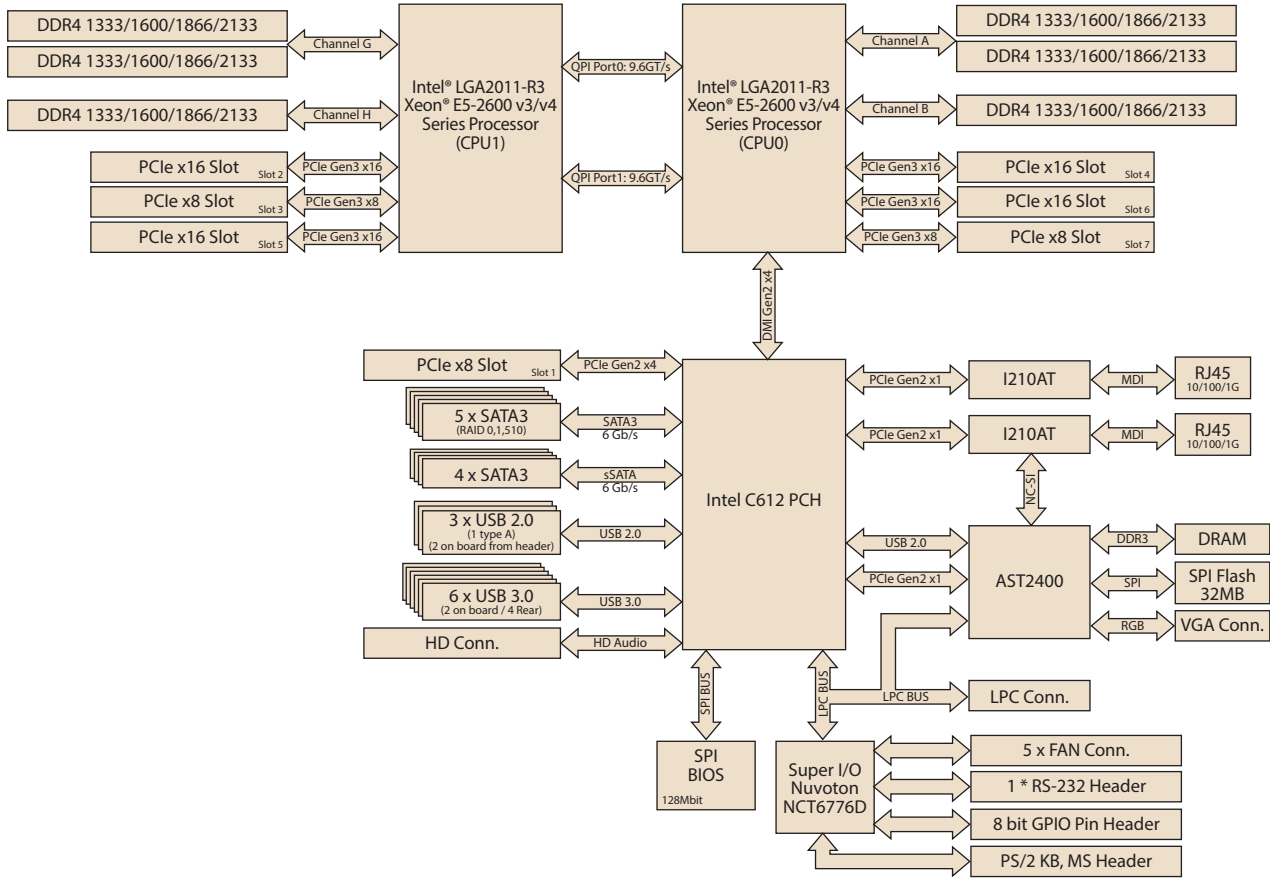 DDR4 1333/1600/1866/2133
DDR4 1333/1600/1866/2133
Channel G
DDR4 1333/1600/1866/2133
Channel H
PCIe x16 Slot
Slot 2
PCIe Gen3 x16
PCIe x8 Slot
Slot 3
PCIe Gen3 x8
PCIe x16 Slot
Slot 5
PCIe Gen3 x16
Intel® LGA2011-R3
Xeon® E5-2600 v3/v4
Series Processor
(CPU1)
QPI Port0: 9.6GT/s
QPI Port1: 9.6GT/s
Intel® LGA2011-R3
Xeon® E5-2600 v3/v4
Series Processor
(CPU0)
Channel A
DDR4 1333/1600/1866/2133
DDR4 1333/1600/1866/2133
Channel B
DDR4 1333/1600/1866/2133
PCIe Gen3 x16
PCIe x16 Slot
Slot 4
PCIe Gen3 x16
PCIe x16 Slot
Slot 6
PCIe Gen3 x8
PCIe x8 Slot
Slot 7
DMI Gen2 x4
PCIe x8 Slot
Slot 1
PCIe Gen2 x4
5 x SATA3
(RAID 0,1,510)
SATA3
6 Gb/s
4 x SATA3
sSATA
6 Gb/s
3 x USB 2.0
(1 type A)
(2 on board from header)
USB 2.0
6 x USB 3.0
(2 on board / 4 Rear)
USB 3.0
HD Conn.
HD Audio
Intel C612 PCH
PCIe Gen2 x1
I210AT
MDI
RJ45
10/100/1G
PCIe Gen2 x1
I210AT
MDI
RJ45
10/100/1G
NC-SI
USB 2.0
PCIe Gen2 x1
AST2400
DDR3
DRAM
SPI
SPI Flash
32MB
RGB
VGA Conn.
SPI BUS
LPC BUS
LPC BUS
LPC Conn.
SPI
BIOS
128Mbit
Super I/O
Nuvoton
NCT6776D
5 x FAN Conn.
1 * RS-232 Header
8 bit GPIO Pin Header
PS/2 KB, MS Header